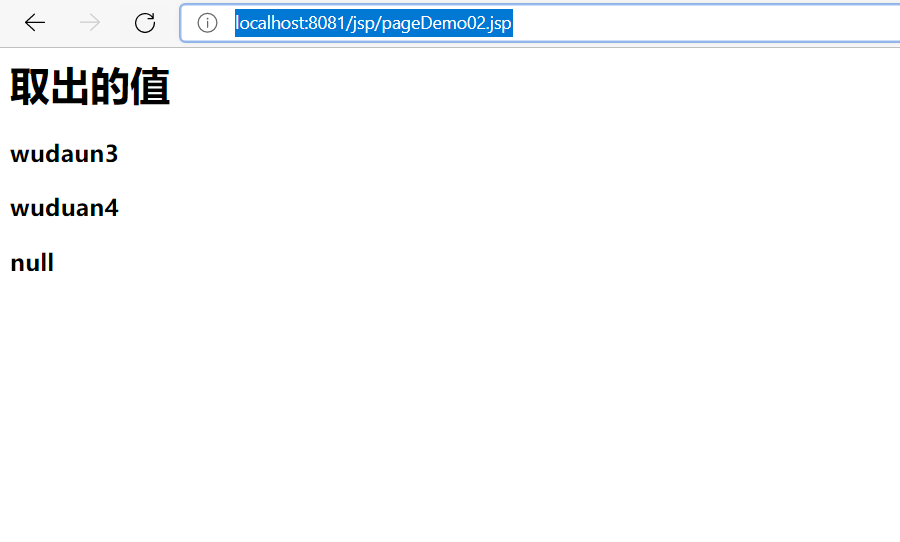 localhost:8081/jsp/pageDemo02.jsp
取出的值
wudaun3
wuduan4
null